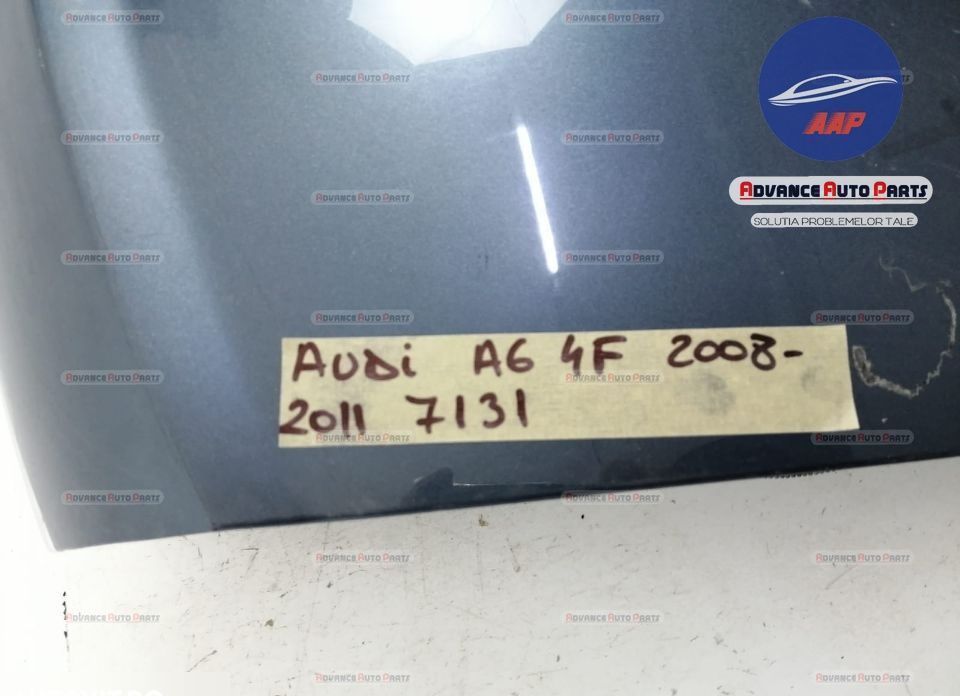 AAP
ADVANCE AUTO PARTS
SOLUTIA PROBLEMELOR TALE
AUDi A6 4F 2008-
2011 7131